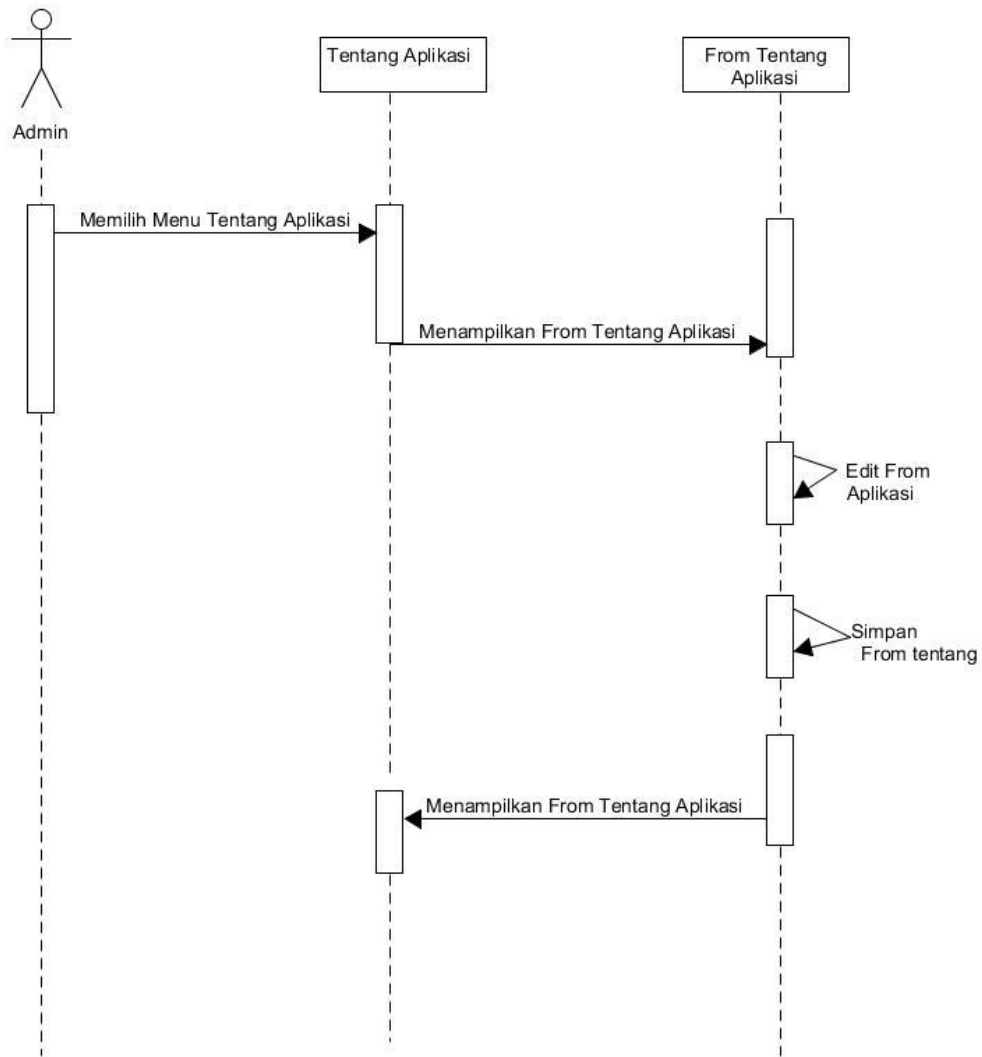 Tentang Aplikasi
From Tentang
Aplikasi
Admin
Memilih Menu Tentang Aplikasi
Menampilkan From Tentang Aplikasi
Edit From
Aplikasi
Simpan
From tentang
Menampilkan From Tentang Aplikasi